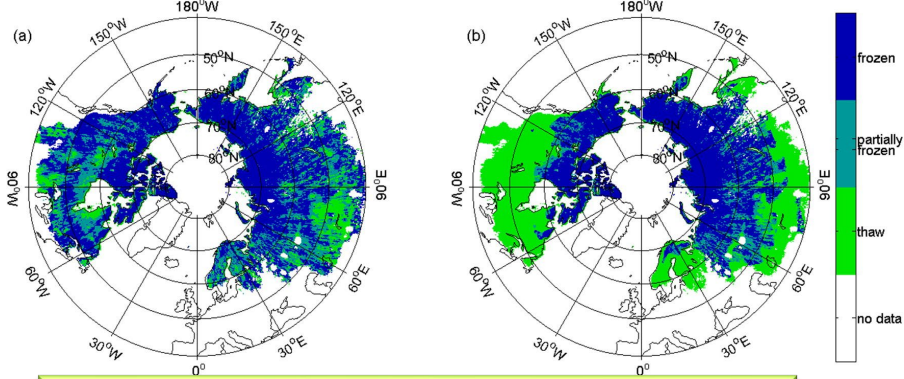 180°W
(a)
150°W
150°E
50°N
120°W
60°N
120°E
70°N
80°N
90°W
90°E
60°W
60°E
30°W
30°E
0°
180°W
(b)
150°W
150°E
50°N
120°W
60°N
120°E
70°N
80°N
90°W
90°E
60°W
60°E
30°W
30°E
0°
frozen
partially
frozen
thaw
no data